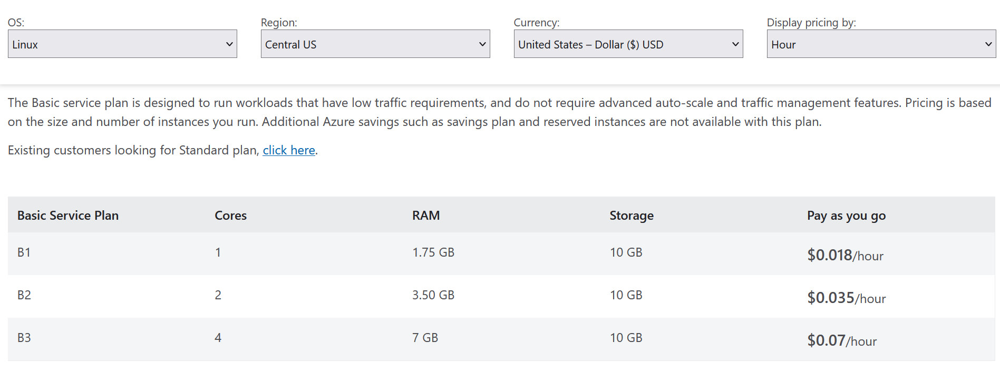 OS: Region: Currency: Display pricing by:
Linux Central US United States – Dollar ($) USD Hour
The Basic service plan is designed to run workloads that have low traffic requirements, and do not require advanced auto-scale and traffic management features. Pricing is based
on the size and number of instances you run. Additional Azure savings such as savings plan and reserved instances are not available with this plan.
Existing customers looking for Standard plan, click here.
Basic Service Plan Cores RAM Storage Pay as you go
B1 1 1.75 GB 10 GB $0.018/hour
B2 2 3.50 GB 10 GB $0.035/hour
B3 4 7 GB 10 GB $0.07/hour